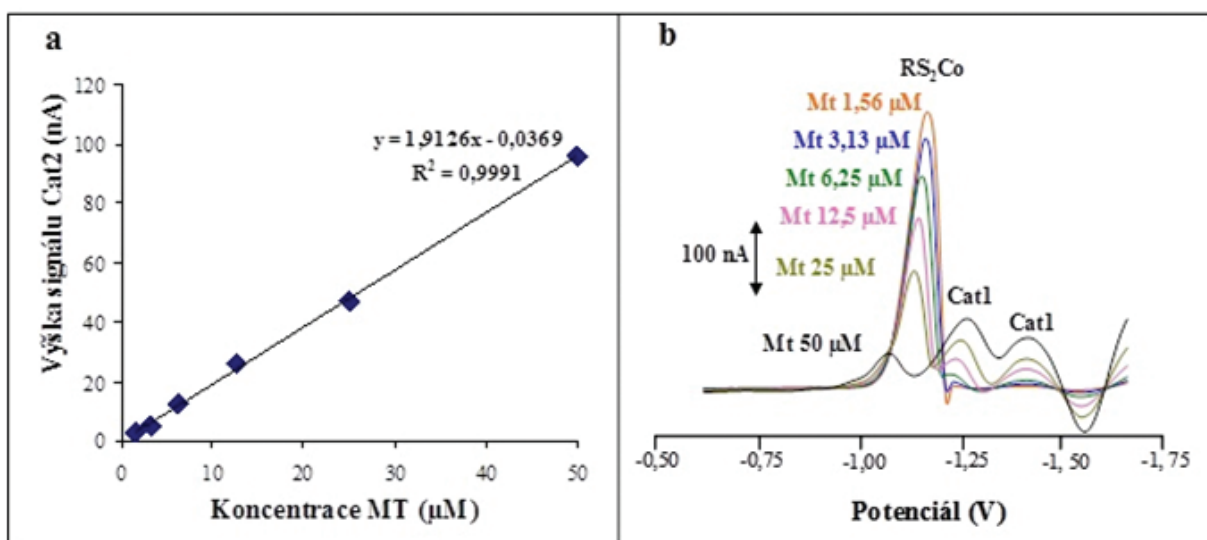 a
120
100
80
60
40
20
0
Výška signálu Cat2 (nA)
y = 1,9126x - 0,0369
R² = 0,9991
0 10 20 30 40 50
Koncentrace MT (µM)
b
RS₂Co
Mt 1,56 µM
Mt 3,13 µM
Mt 6,25 µM
Mt 12,5 µM
100 nA
Mt 25 µM
Cat1
Cat1
Mt 50 µM
-0,50 -0,75 -1,00 -1,25 -1, 50 -1, 75
Potenciál (V)